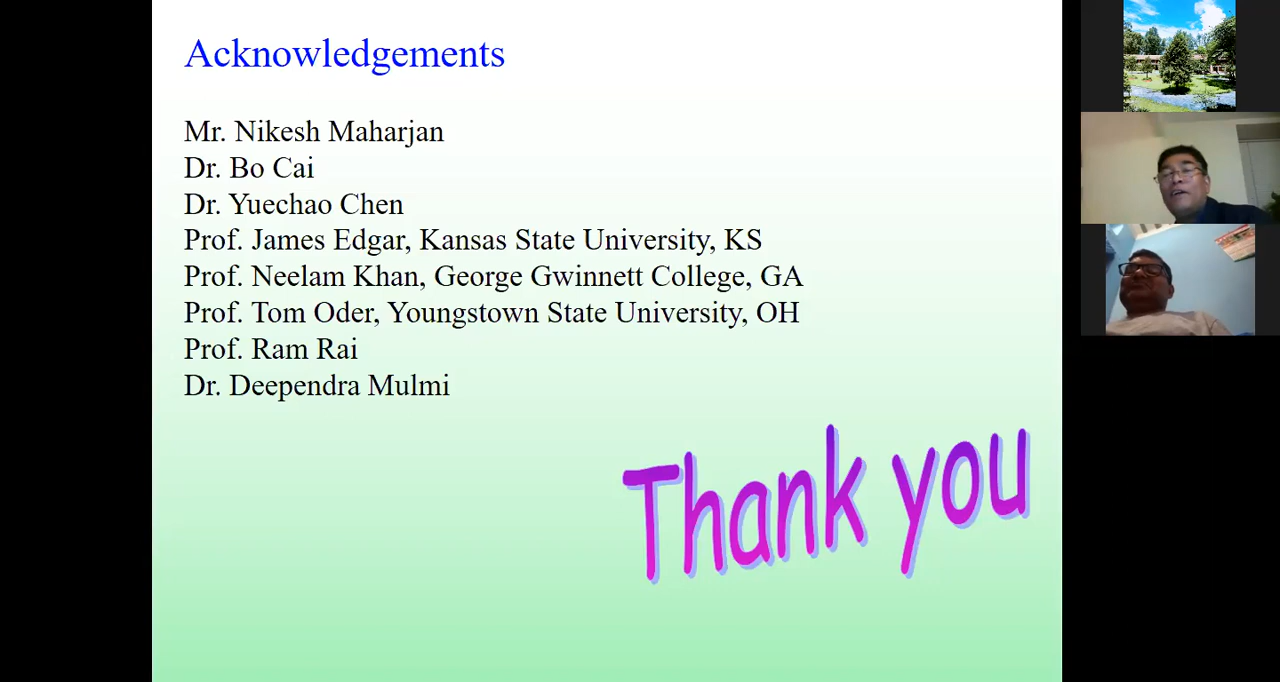 Acknowledgements
Mr. Nikesh Maharjan
Dr. Bo Cai
Dr. Yuechao Chen
Prof. James Edgar, Kansas State University, KS
Prof. Neelam Khan, George Gwinnett College, GA
Prof. Tom Oder, Youngstown State University, OH
Prof. Ram Rai
Dr. Deependra Mulmi
Thank you